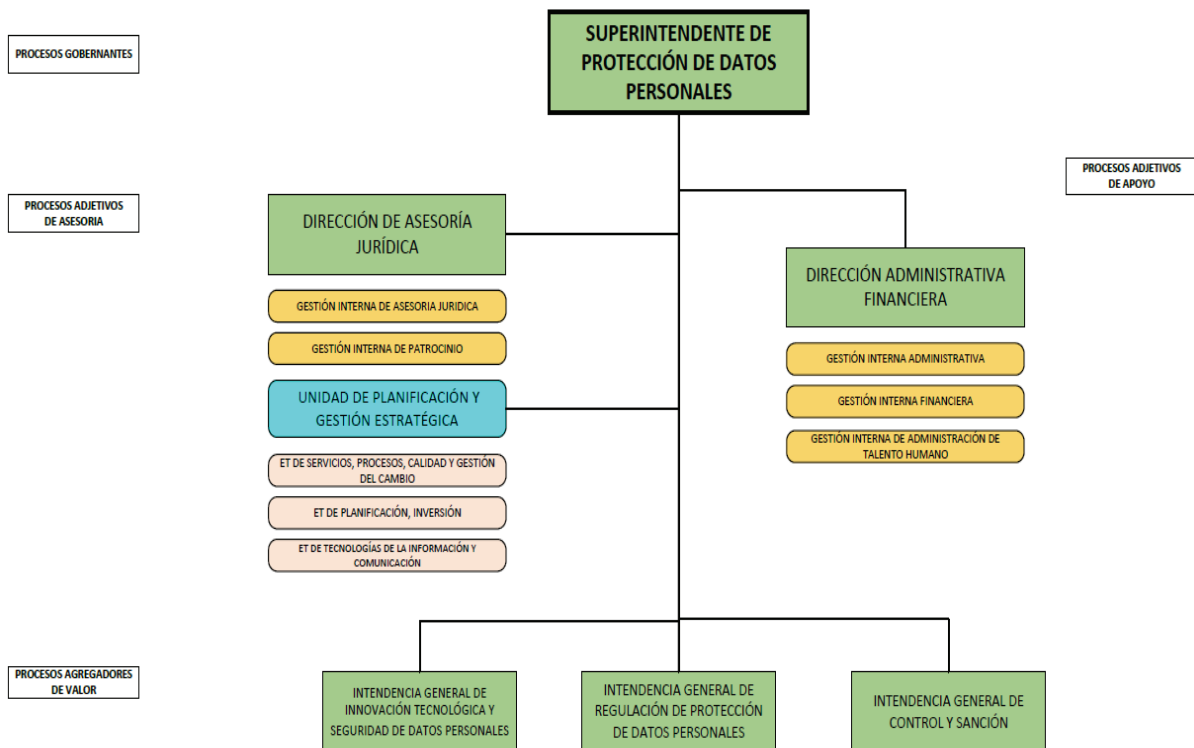 SUPERINTENDENTE DE
PROTECCIÓN DE DATOS
PERSONALES
PROCESOS GOBERNANTES
PROCESOS ADJETIVOS
DE APOYO
PROCESOS ADJETIVOS
DE ASESORIA
DIRECCIÓN DE ASESORÍA
JURÍDICA
GESTIÓN INTERNA DE ASESORIA JURIDICA
GESTIÓN INTERNA DE PATROCINIO
UNIDAD DE PLANIFICACIÓN Y
GESTIÓN ESTRATÉGICA
ET DE SERVICIOS, PROCESOS, CALIDAD Y GESTIÓN
DEL CAMBIO
ET DE PLANIFICACIÓN, INVERSIÓN
ET DE TECNOLOGÍAS DE LA INFORMACIÓN Y
COMUNICACIÓN
DIRECCIÓN ADMINISTRATIVA
FINANCIERA
GESTIÓN INTERNA ADMINISTRATIVA
GESTIÓN INTERNA FINANCIERA
GESTIÓN INTERNA DE ADMINISTRACIÓN DE
TALENTO HUMANO
PROCESOS AGREGADORES
DE VALOR
INTENDENCIA GENERAL DE
INNOVACIÓN TECNOLÓGICA Y
SEGURIDAD DE DATOS PERSONALES
INTENDENCIA GENERAL DE
REGULACIÓN DE PROTECCIÓN
DE DATOS PERSONALES
INTENDENCIA GENERAL DE
CONTROL Y SANCIÓN